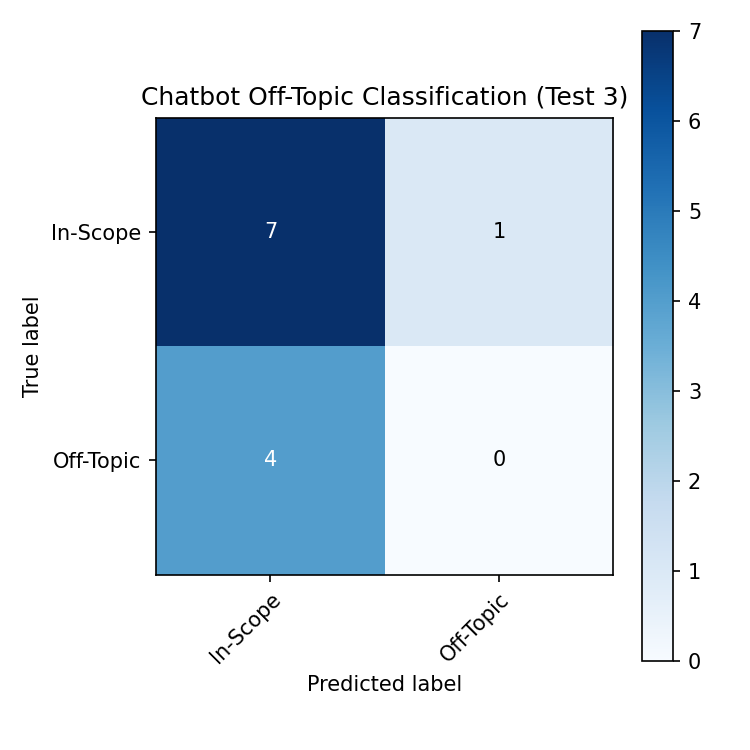 Chatbot Off-Topic Classification (Test 3)
True label
In-Scope
Off-Topic
7
1
4
0
In-Scope
Off-Topic
Predicted label
7
6
5
4
3
2
1
0